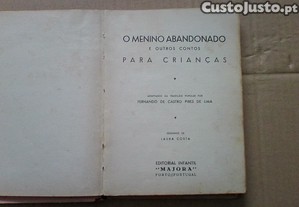 CustoJusto.pt
O MENINO ABANDONADO
E OUTROS CONTOS
PARA CRIANÇAS
FERNANDO DE CASTRO PIRES DE LIMA
LAURA COSTA
EDITORIAL INFANTIL
"MAJORA"
PORTO/PORTUGAL